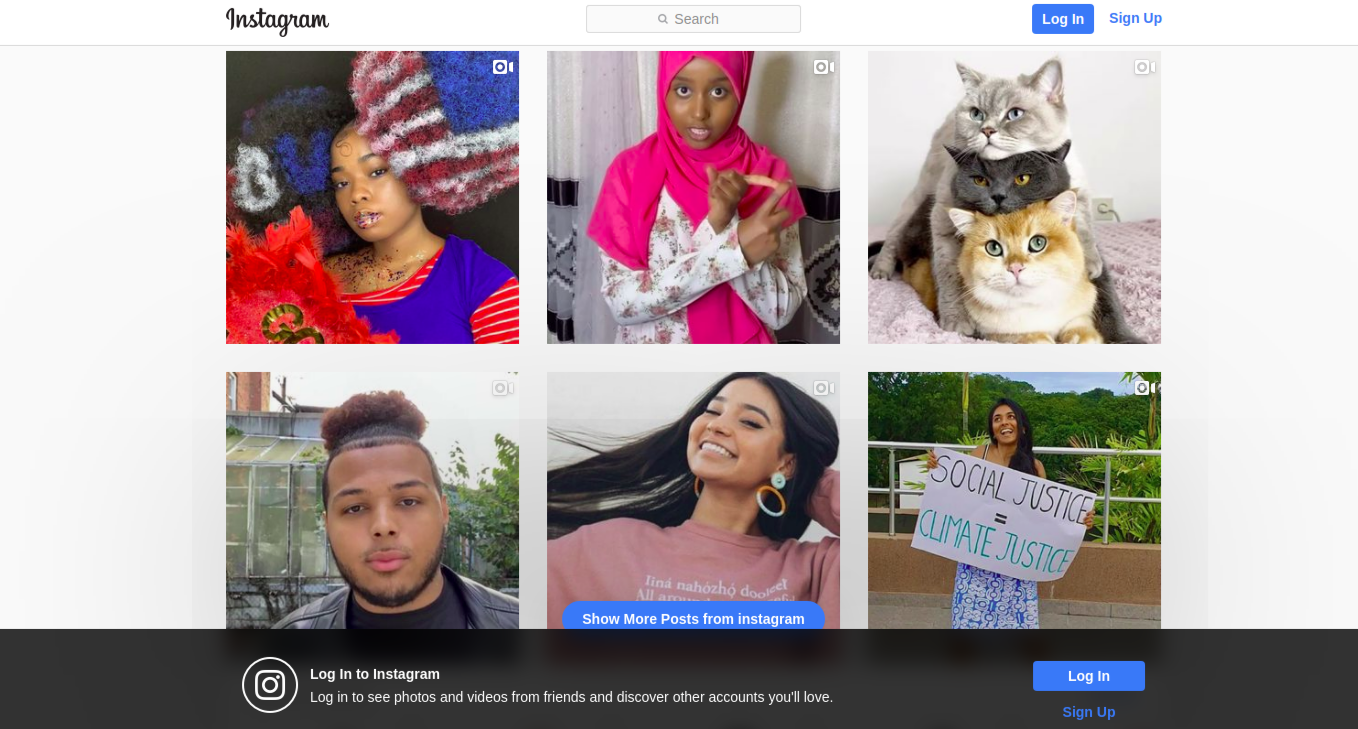 Instagram
Search
Log In
Sign Up
SOCIAL JUSTICE
=
CLIMATE JUSTICE
Iiná nahózhǫ́ dooleeł
All around
Show More Posts from instagram
Log In to Instagram
Log in to see photos and videos from friends and discover other accounts you'll love.
Log In
Sign Up